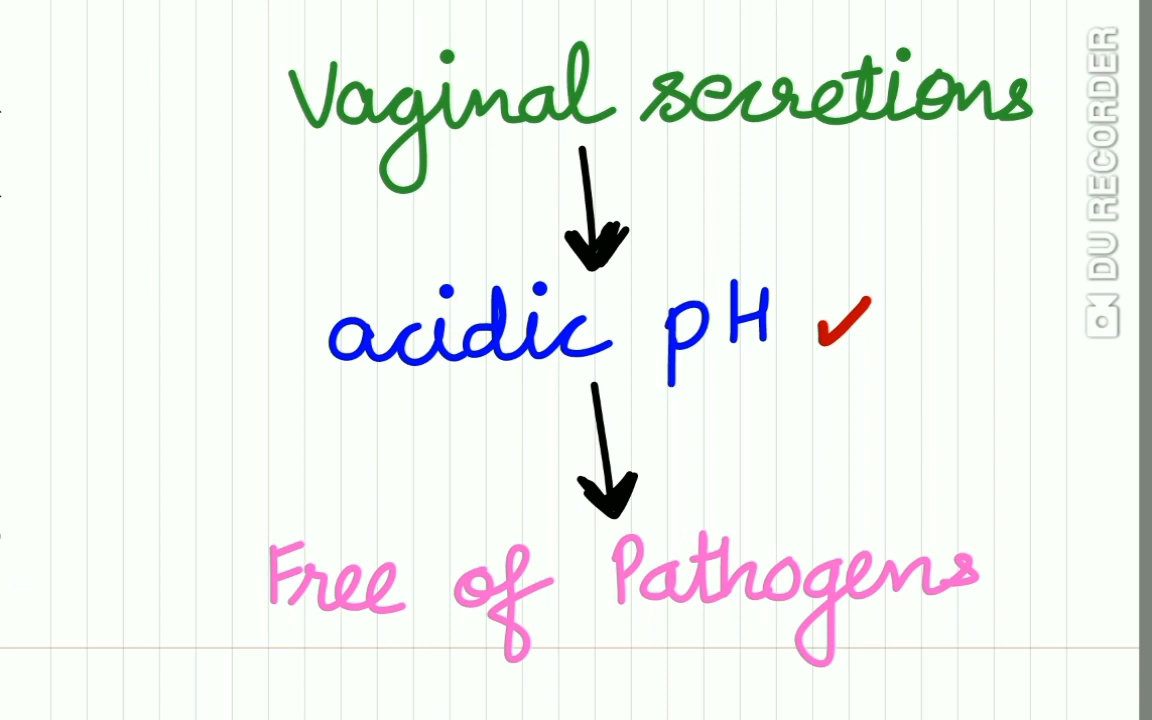 Vaginal secretions
acidic pH
Free of Pathogens
DU RECORDER